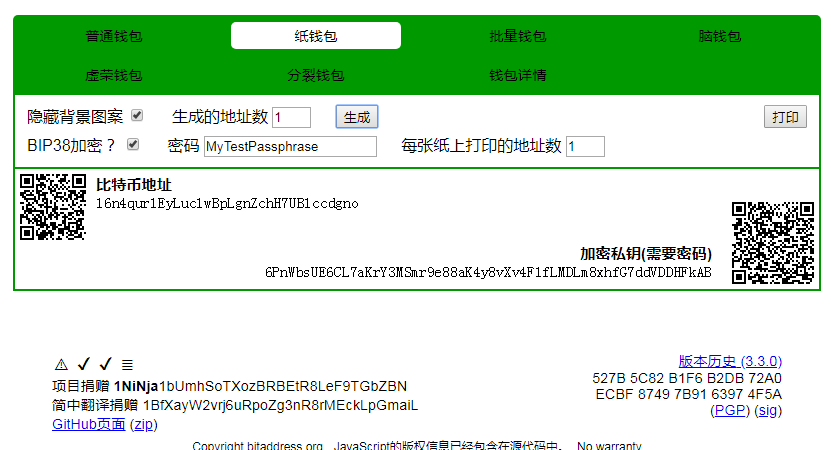 普通钱包 纸钱包 批量钱包 脑钱包
虚荣钱包 分裂钱包 钱包详情
隐藏背景图案 生成的地址数 1 生成 打印
BIP38加密？ 密码 MyTestPassphrase 每张纸上打印的地址数 1
比特币地址
16n4qur1EyLuc1wBpLgnZchH7UB1ccdgno
加密私钥(需要密码)
6PnWbsUE6CL7aKrY3MSmr9e88aK4y8vXv4F1fLMDLm8xhfG7ddVDDHFkAB
版本历史 (3.3.0)
项目捐赠 1NiNja1bUmhSoTXozBRBEtR8LeF9TGbZBN
简中翻译捐赠 1BfXayW2vrj6uRpoZg3nR8rMEckLpGmaiL
GitHub页面 (zip)
527B 5C82 B1F6 B2DB 72A0
ECBF 8749 7B91 6397 4F5A
(PGP) (sig)
Copyright bitaddress.org. JavaScript的版权信息已经包含在源代码中。 No warranty.